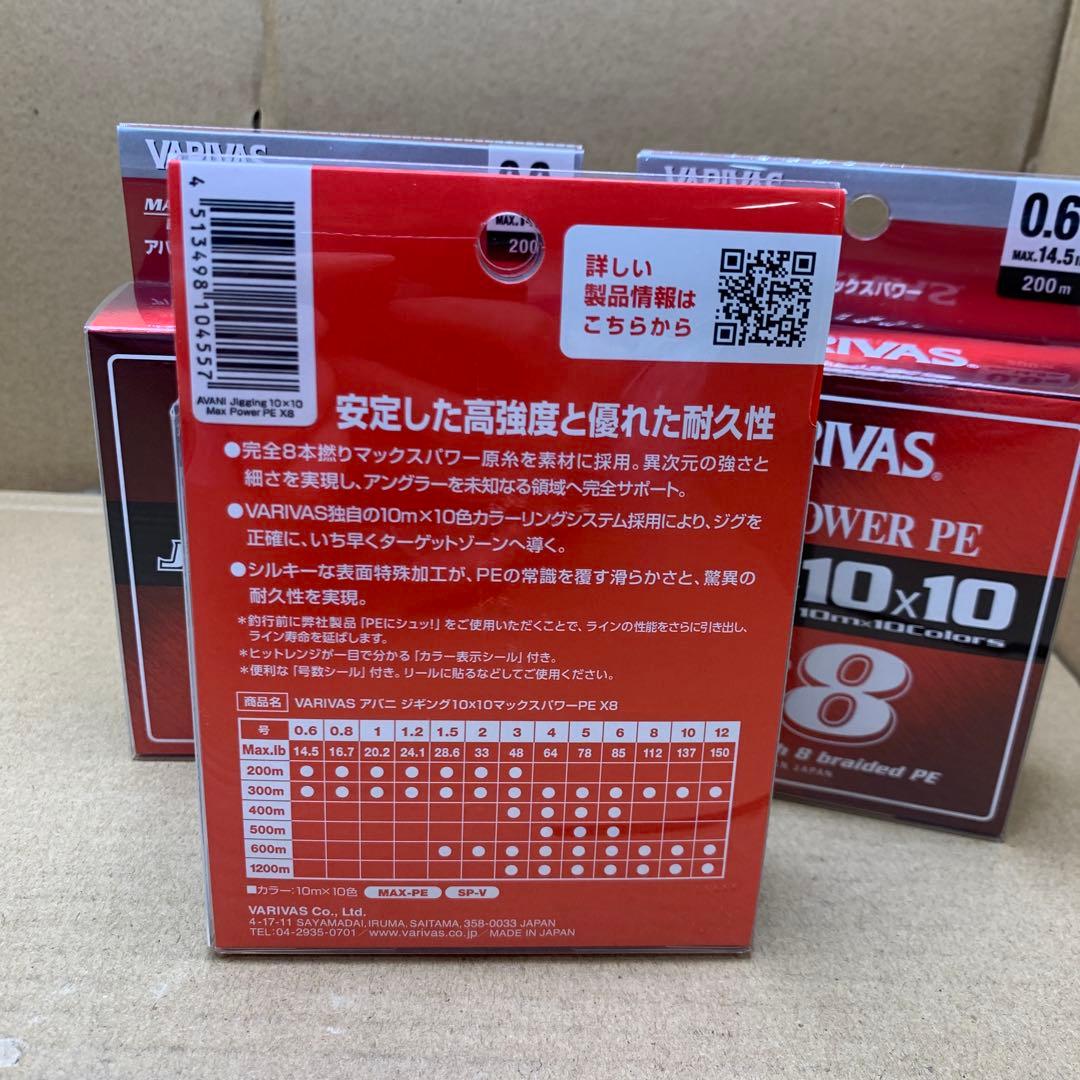 VARIVAS
MA
アバ
4513498104557
AVANI Jigging 10×10
Max Power PE X8
200
詳しい
製品情報は
こちらから
安定した高強度と優れた耐久性
●完全8本撚りマックスパワー原糸を素材に採用。異次元の強さと
細さを実現し、アングラーを未知なる領域へ完全サポート。
●VARIVAS独自の10m×10色カラーリングシステム採用により、ジグを
正確に、いち早くターゲットゾーンへ導く。
●シルキーな表面特殊加工が、PEの常識を覆す滑らかさと、驚異の
耐久性を実現。
*釣行前に弊社製品「PEにシュッ!」をご使用いただくことで、ラインの性能をさらに引き出し、
ライン寿命を延ばします。
*ヒットレンジが一目で分かる「カラー表示シール」付き。
*便利な「号数シール」付き。リールに貼るなどしてご使用ください。
商品名 VARIVAS アバニ ジギング10×10マックスパワーPE X8
号 0.6 0.8 1 1.2 1.5 2 3 4 5 6 8 10 12
Max.lb 14.5 16.7 20.2 24.1 28.6 33 48 64 78 85 112 137 150
200m ● ● ● ● ● ● ●
300m ● ● ● ● ● ● ● ● ● ● ● ● ●
400m ● ● ● ●
500m ● ● ●
600m ● ● ● ● ● ● ● ● ●
1200m ● ● ● ● ● ● ●
■カラー:10m×10色 MAX-PE SP-V
VARIVAS Co., Ltd.
4-17-11 SAYAMADAI, IRUMA, SAITAMA, 358-0033 JAPAN
TEL:04-2935-0701/www.varivas.co.jp/MADE IN JAPAN
VARIVAS
0.6
MAX.14.5
200m
マックスパワー
RIVAS
RIVAS
OWER PE
10×10
10m×10Colors
8
8 braided PE
JAPAN